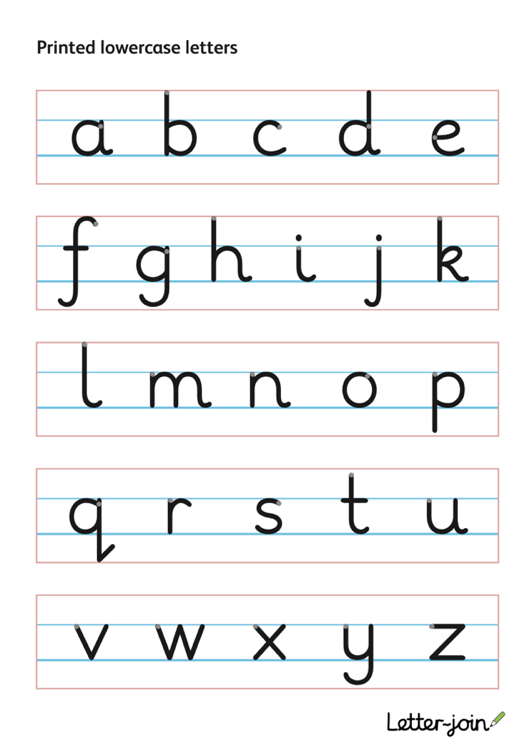 Printed lowercase letters
a b c d e
f g h i j k
l m n o p
q r s t u
v w x y z
Letter-join